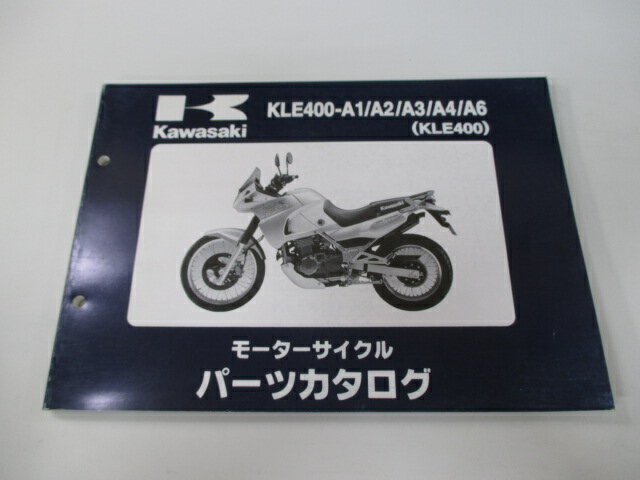 Kawasaki
KLE400-A1/A2/A3/A4/A6
(KLE400)
Kawasaki
モーターサイクル
パーツカタログ